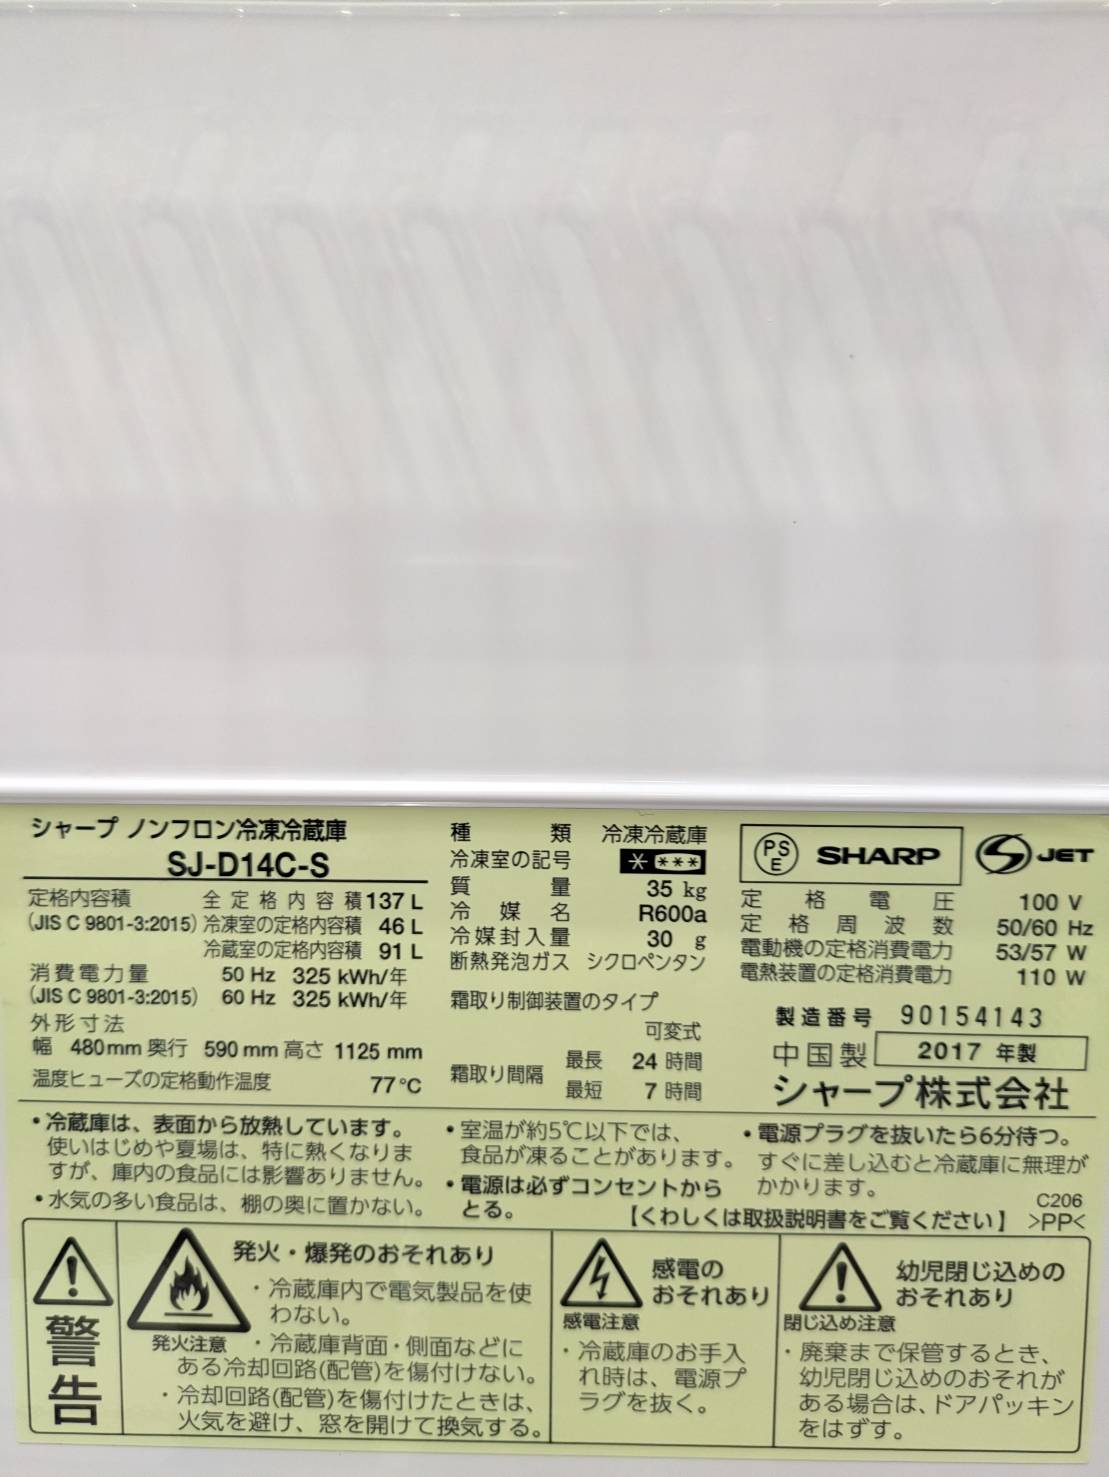 シャープ ノンフロン冷凍冷蔵庫
SJ-D14C-S
定格内容積 全定格内容積 137 L
(JIS C 9801-3:2015) 冷凍室の定格内容積 46 L
冷蔵室の定格内容積 91 L
消費電力量 50 Hz 325 kWh/年
(JIS C 9801-3:2015) 60 Hz 325 kWh/年
外形寸法
幅 480mm 奥行 590 mm 高さ 1125 mm
温度ヒューズの定格動作温度 77℃
種類 冷凍冷蔵庫
冷凍室の記号 * ***
質量 35 kg
冷媒名 R600a
冷媒封入量 30 g
断熱発泡ガス シクロペンタン
霜取り制御装置のタイプ
可変式
霜取り間隔 最長 24 時間
最短 7 時間
PSE SHARP JET
定格電圧 100 V
定格周波数 50/60 Hz
電動機の定格消費電力 53/57 W
電熱装置の定格消費電力 110 W
製造番号 90154143
中国製 2017 年製
シャープ株式会社
・冷蔵庫は、表面から放熱しています。
使いはじめや夏場は、特に熱くなりま
すが、庫内の食品には影響ありません。
・水気の多い食品は、棚の奥に置かない。
・室温が約5℃以下では、
食品が凍ることがあります。
・電源は必ずコンセントから
とる。
・電源プラグを抜いたら6分待つ。
すぐに差し込むと冷蔵庫に無理が
かかります。
C206
【くわしくは取扱説明書をご覧ください】 >PP<
警告
発火注意
発火・爆発のおそれあり
・冷蔵庫内で電気製品を使
わない。
・冷蔵庫背面・側面などに
ある冷却回路(配管)を傷付けない。
・冷却回路(配管)を傷付けたときは、
火気を避け、窓を開けて換気する。
感電の
おそれあり
感電注意
・冷蔵庫のお手入
れ時は、電源プ
ラグを抜く。
幼児閉じ込めの
おそれあり
閉じ込め注意
・廃棄まで保管するとき、
幼児閉じ込めのおそれが
ある場合は、ドアパッキン
をはずす。